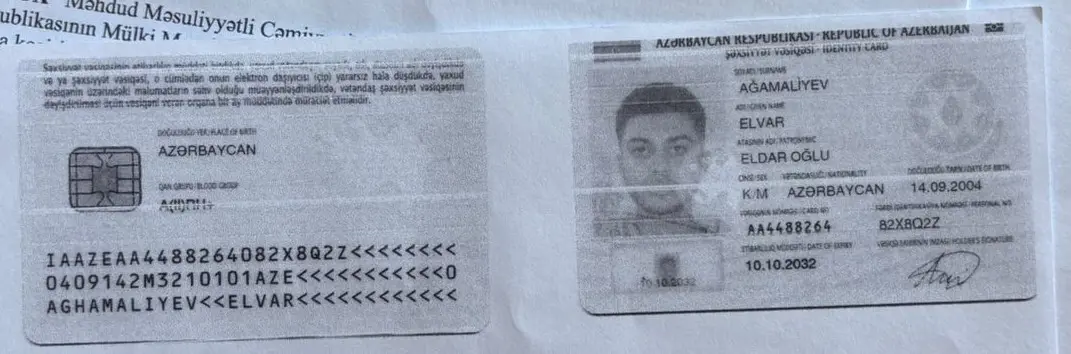 Məhdud Məsuliyyətli Cəmiy
ublikasının Mülki M
Şəxsiyyət vəsiqəsinin
və ya şəxsiyyət vəsiqəsi, o cümlədən onun elektron daşıyıcısı (çip) yararsız hala düşdükdə, yaxud
vəsiqənin üzərindəki məlumatların səhv olduğu müəyyənləşdirildikdə, vətəndaş şəxsiyyət vəsiqəsinin
dəyişdirilməsi üçün vəsiqəni verən orqana bir ay müddətində müraciət etməlidir.
DOĞULDUĞU YER / PLACE OF BIRTH
AZƏRBAYCAN
QAN QRUPU / BLOOD GROUP
A(II)RH+
IAAZEAA4488264082X8Q2Z<<<<<<<<
0409142M3210101AZE<<<<<<<<<<<0
AGHAMALIYEV<<ELVAR<<<<<<<<<<<<
AZƏRBAYCAN RESPUBLİKASI · REPUBLIC OF AZERBAIJAN
ŞƏXSİYYƏT VƏSİQƏSİ · IDENTITY CARD
SOYADI / SURNAME
AĞAMALIYEV
ADI / GIVEN NAME
ELVAR
ATASININ ADI / PATRONYMIC
ELDAR OĞLU
CİNSİ / SEX VƏTƏNDAŞLIĞI / NATIONALITY DOĞULDUĞU TARİX / DATE OF BIRTH
K/M AZƏRBAYCAN 14.09.2004
VƏSİQƏNİN NÖMRƏSİ / CARD NO FƏRDİ İDENTİFİKASİYA NÖMRƏSİ / PERSONAL NO
AA4488264 82X8Q2Z
ETİBARLILIQ MÜDDƏTİ / DATE OF EXPIRY VƏSİQƏ SAHİBİNİN İMZASI / HOLDER'S SIGNATURE
10.10.2032
10.10.2032